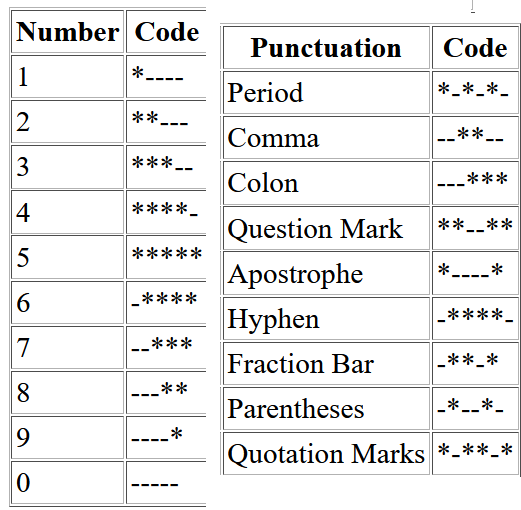 Number Code
1 *----
2 **---
3 ***--
4 ****-
5 *****
6 -****
7 --***
8 ---**
9 ----*
0 -----
Punctuation Code
Period *-*-*-
Comma --**--
Colon ---***
Question Mark **--**
Apostrophe *----*
Hyphen -****-
Fraction Bar -**-*
Parentheses -*--*-
Quotation Marks *-**-*